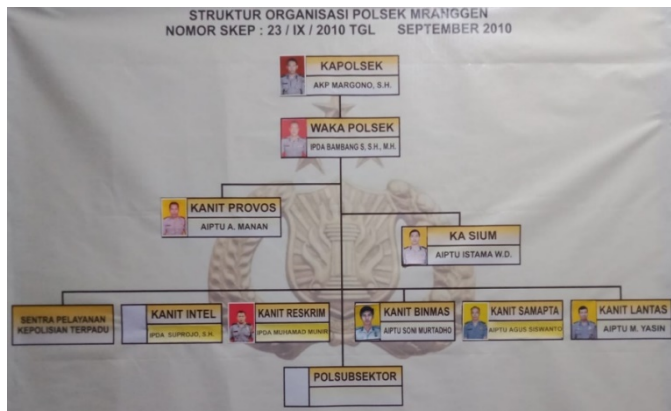 STRUKTUR ORGANISASI POLSEK MRANGGEN
NOMOR SKEP : 23 / IX / 2010 TGL SEPTEMBER 2010
KAPOLSEK
AKP MARGONO, S.H.
WAKA POLSEK
IPDA BAMBANG S, S.H., M.H.
KANIT PROVOS
AIPTU A. MANAN
KA SIUM
AIPTU ISTAMA W.D.
SENTRA PELAYANAN
KEPOLISIAN TERPADU
KANIT INTEL
IPDA SUPROJO, S.H.
KANIT RESKRIM
IPDA MUHAMAD MUNIR
KANIT BINMAS
AIPTU SONI MURTADHO
KANIT SAMAPTA
AIPTU AGUS SISWANTO
KANIT LANTAS
AIPTU M. YASIN
POLSUBSEKTOR